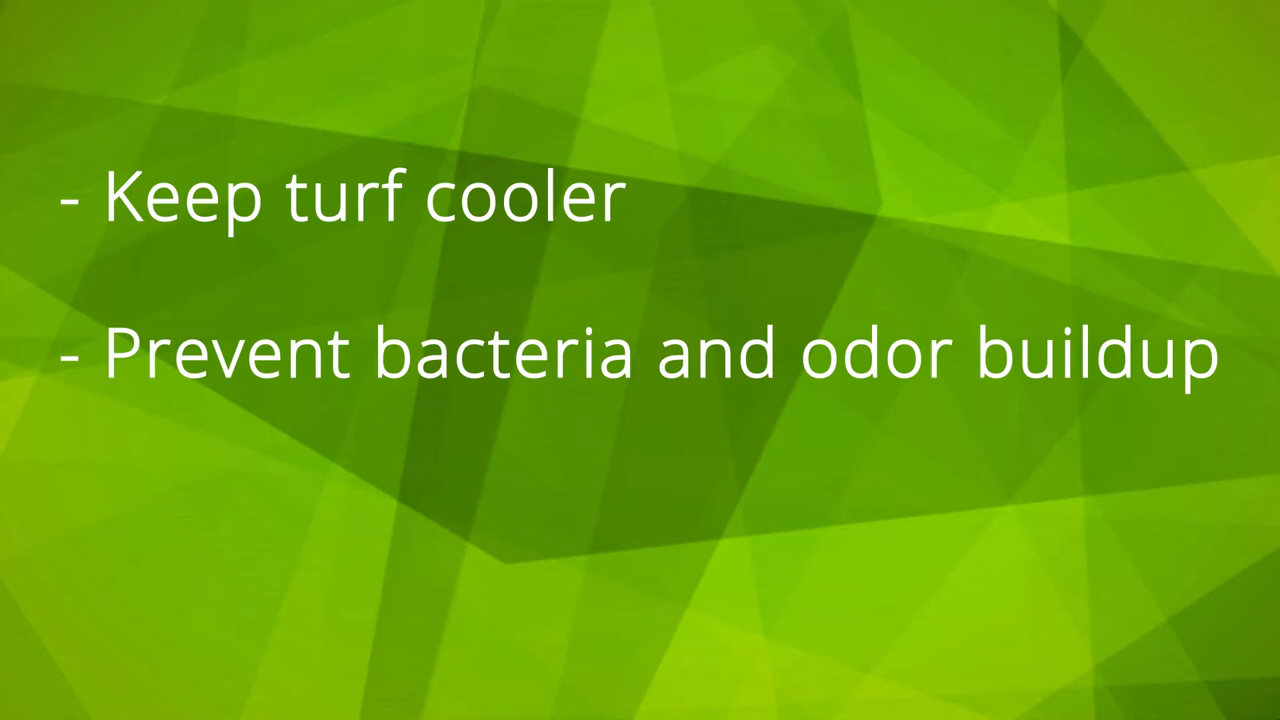 - Keep turf cooler
- Prevent bacteria and odor buildup